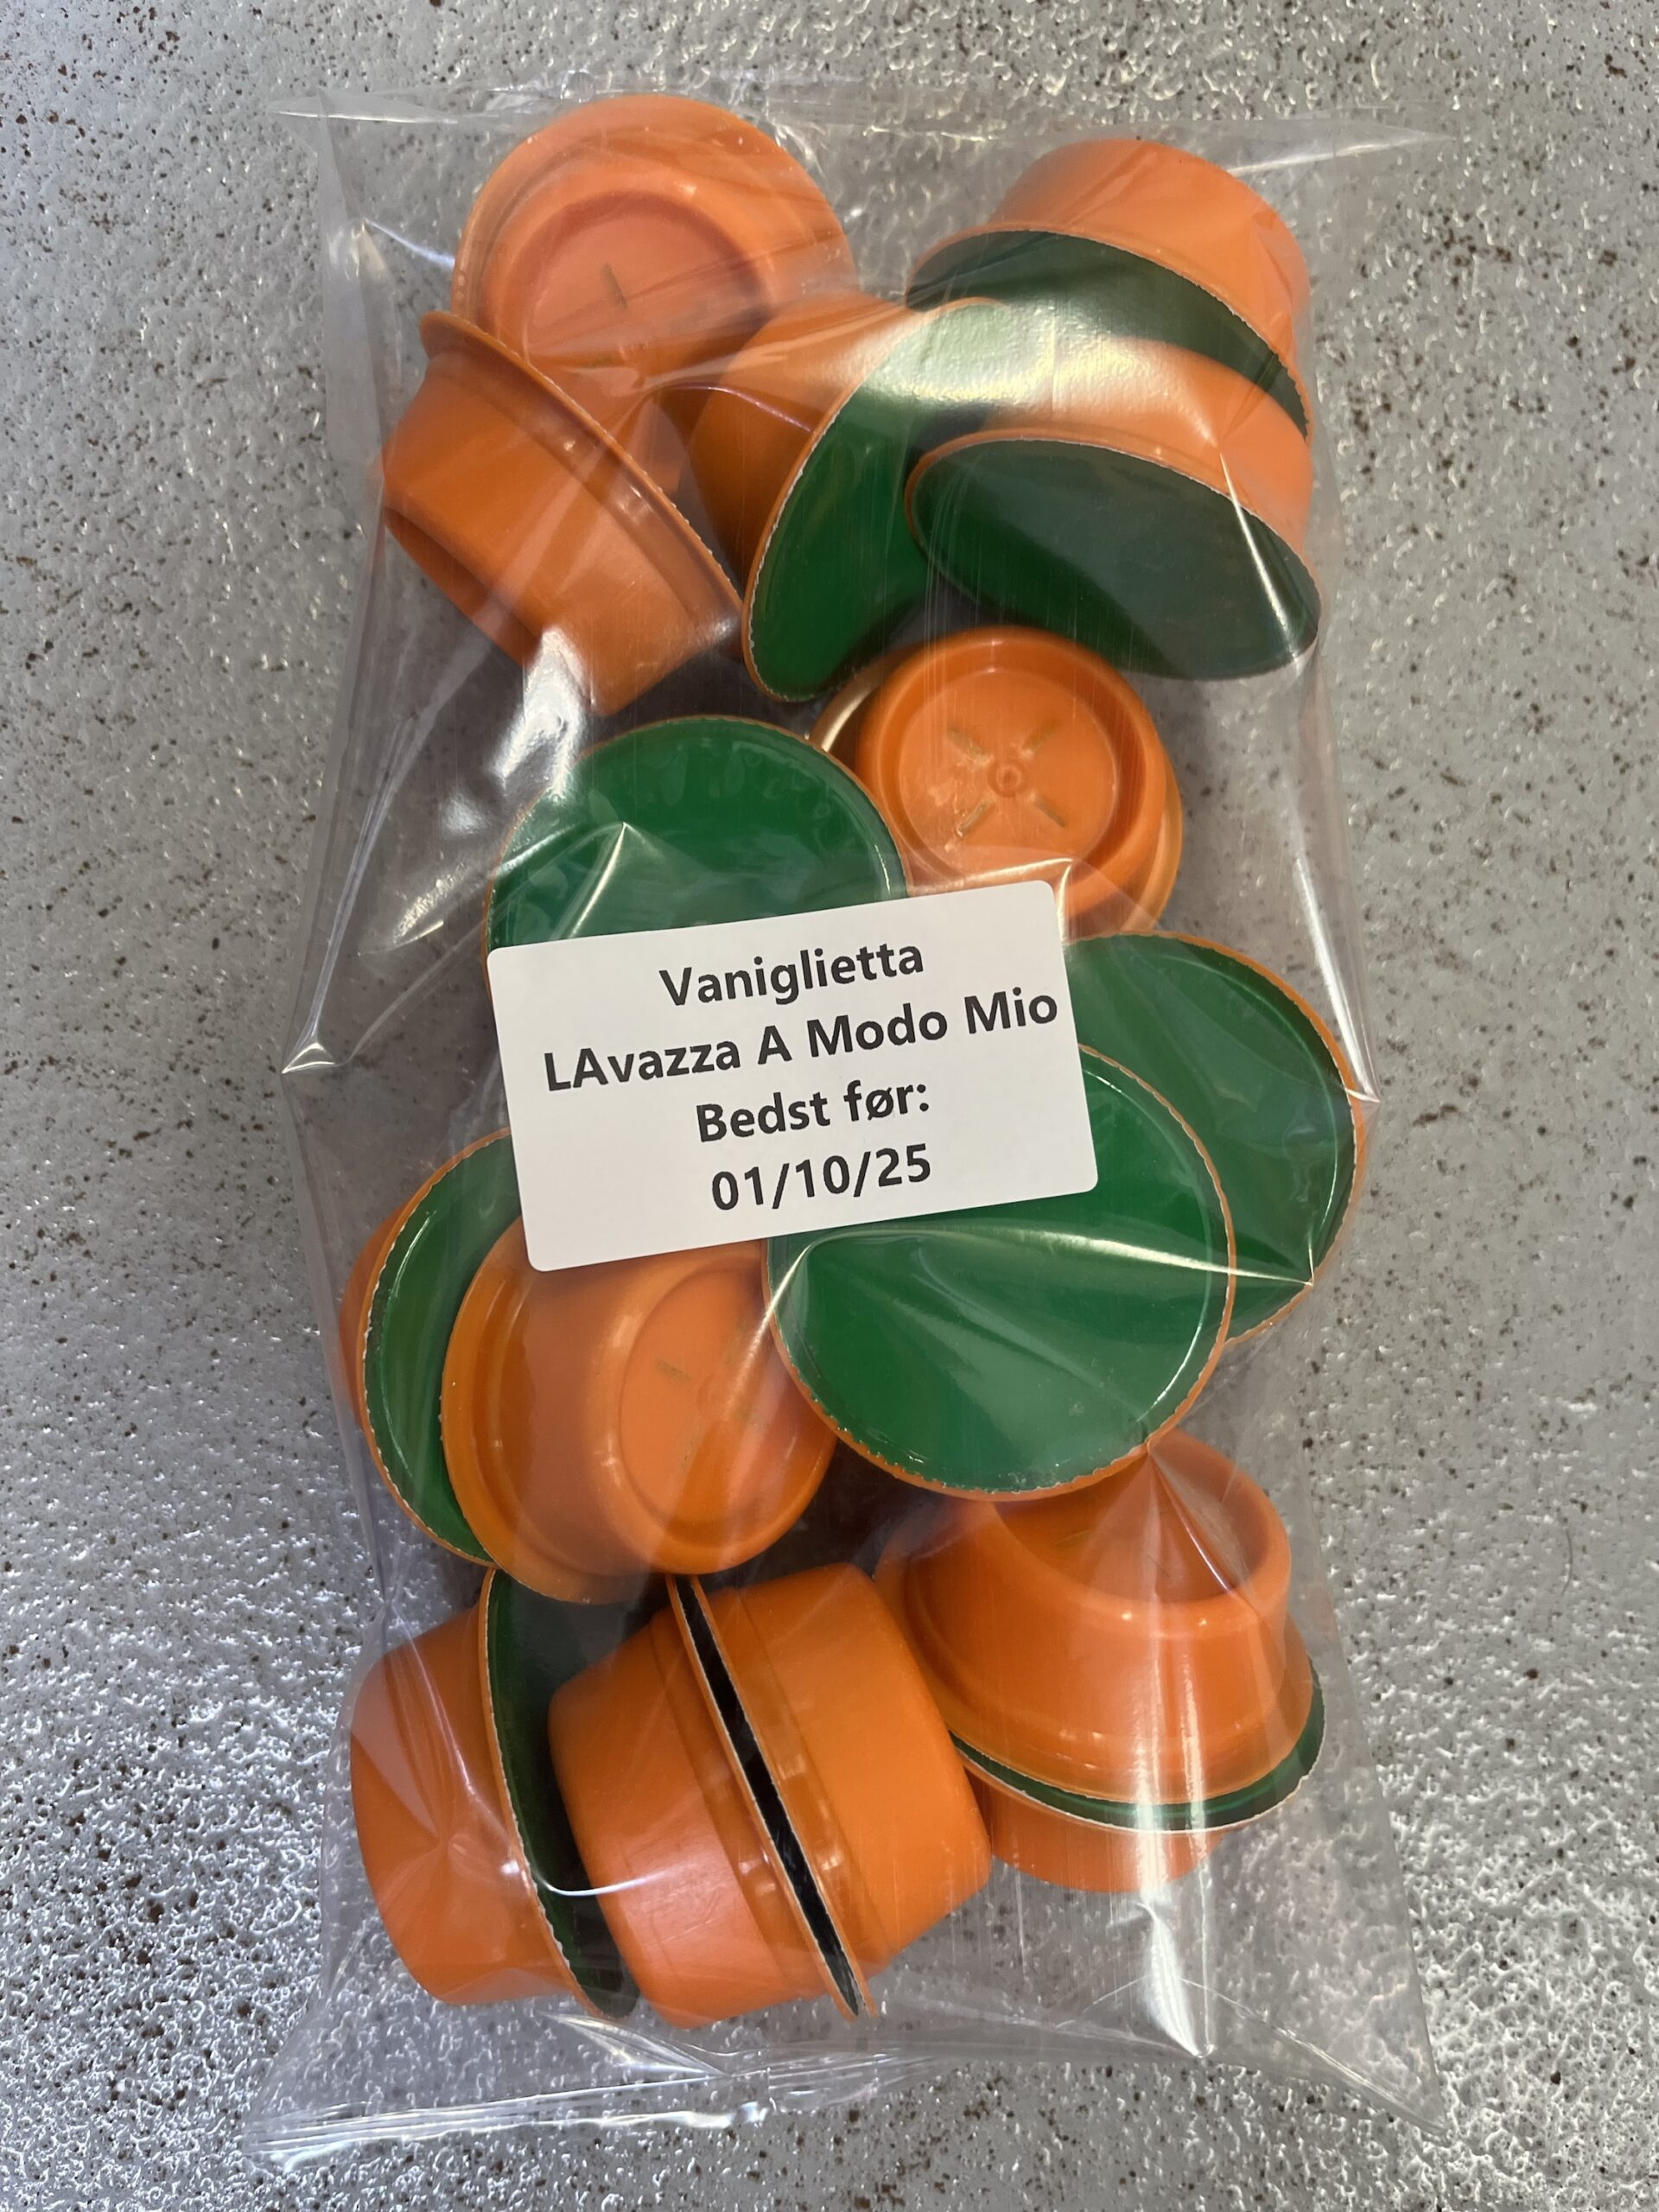 Vaniglietta
LAvazza A Modo Mio
Bedst før:
01/10/25